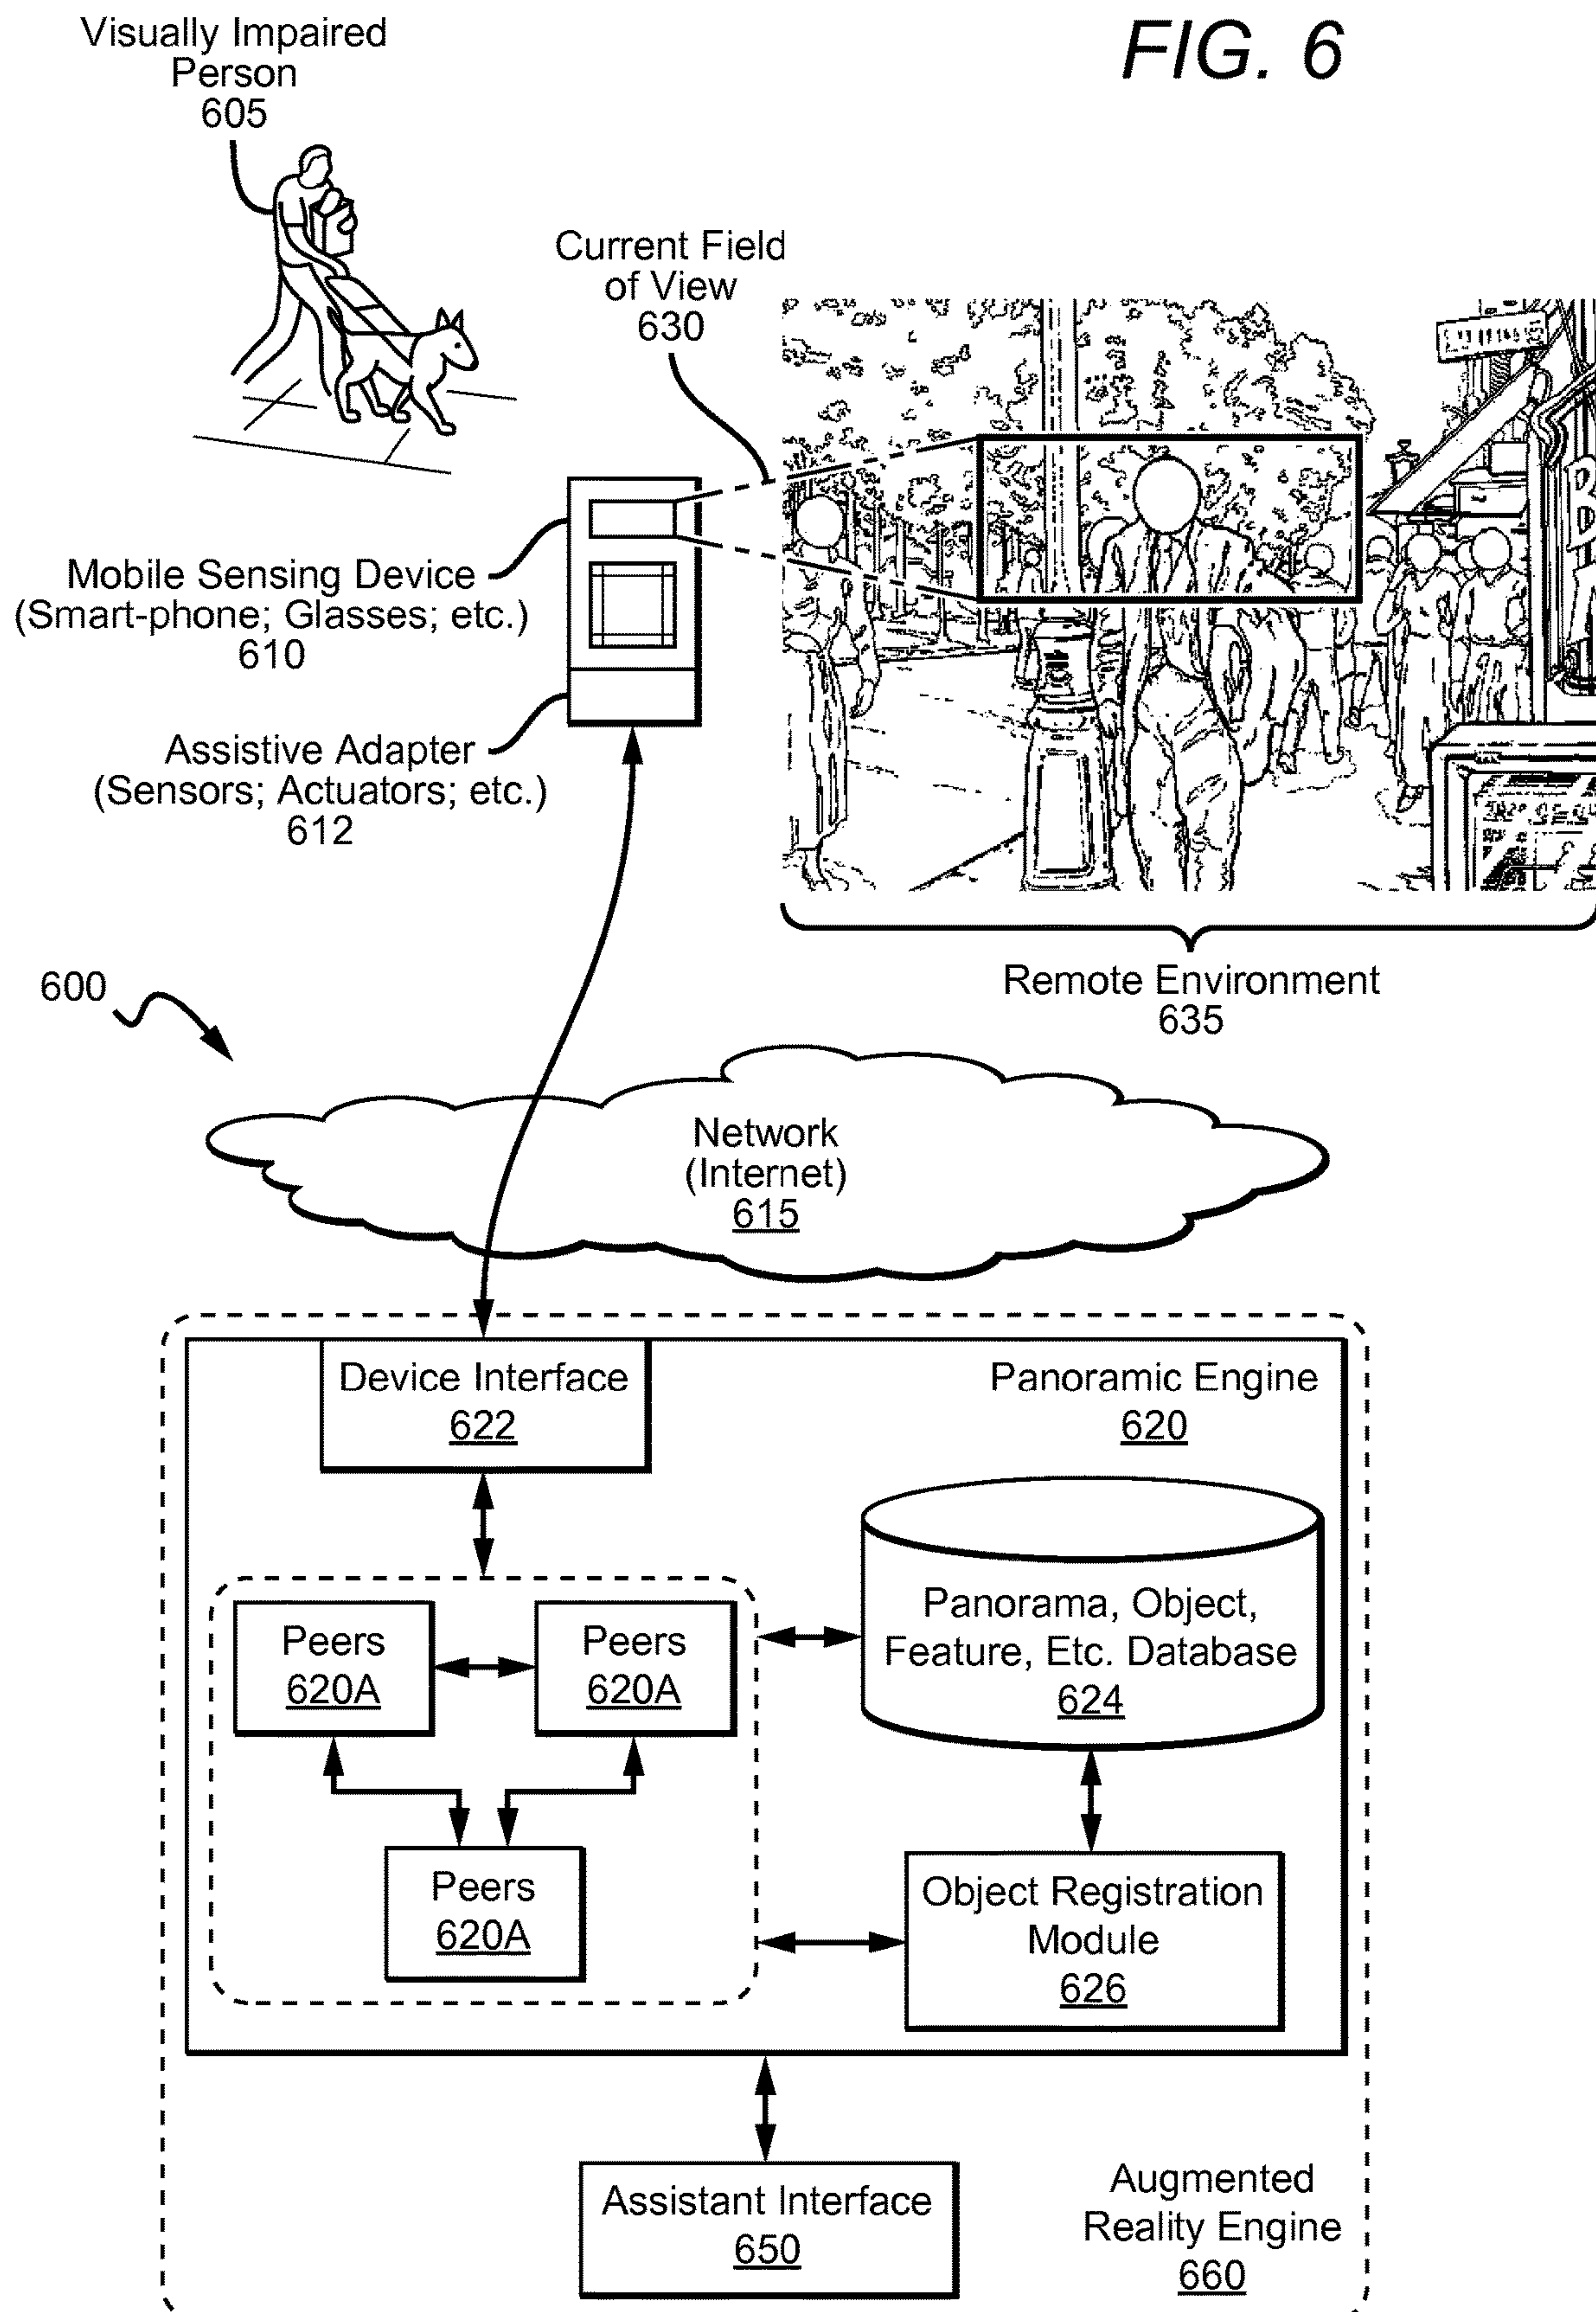 FIG. 6
Visually Impaired
Person
605
Current Field
of View
630
Mobile Sensing Device
(Smart-phone; Glasses; etc.)
610
Assistive Adapter
(Sensors; Actuators; etc.)
612
Remote Environment
635
600
Network
(Internet)
615
Device Interface
622
Panoramic Engine
620
Peers
620A
Peers
620A
Peers
620A
Panorama, Object,
Feature, Etc. Database
624
Object Registration
Module
626
Assistant Interface
650
Augmented
Reality Engine
660